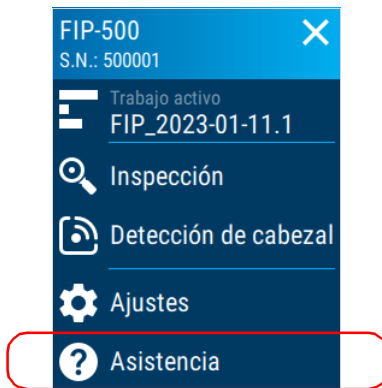 FIP-500
S.N.: 500001
Trabajo activo
FIP_2023-01-11.1
Inspección
Detección de cabezal
Ajustes
? Asistencia